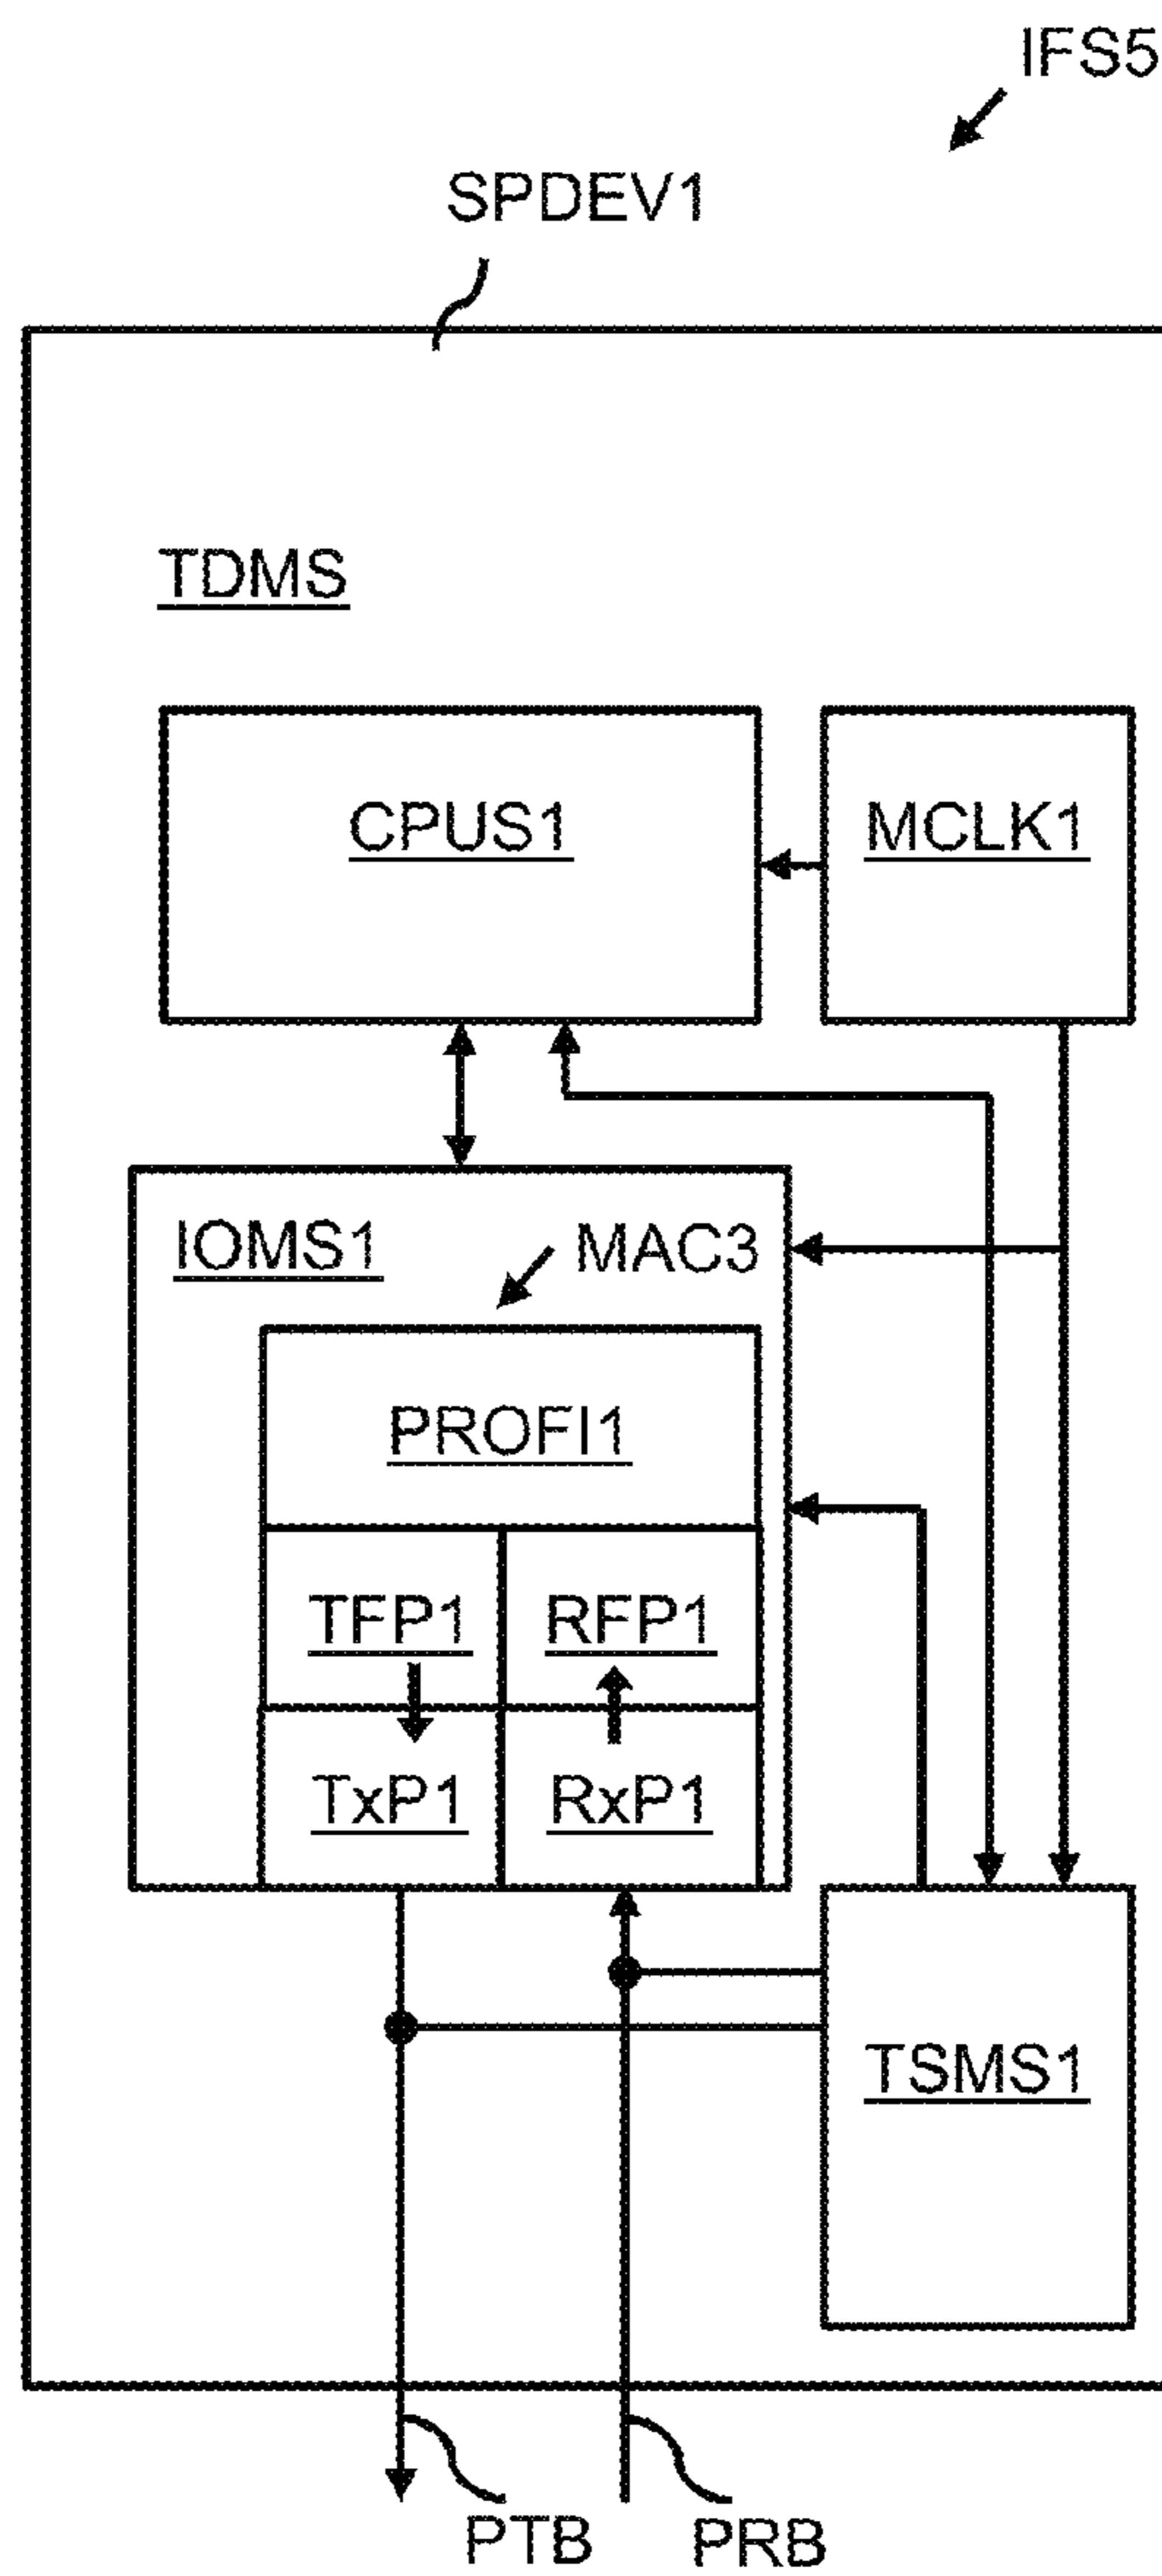 IFS5
SPDEV1
TDMS
CPUS1
MCLK1
IOMS1
MAC3
PROFI1
TFP1
RFP1
TxP1
RxP1
TSMS1
PTB
PRB